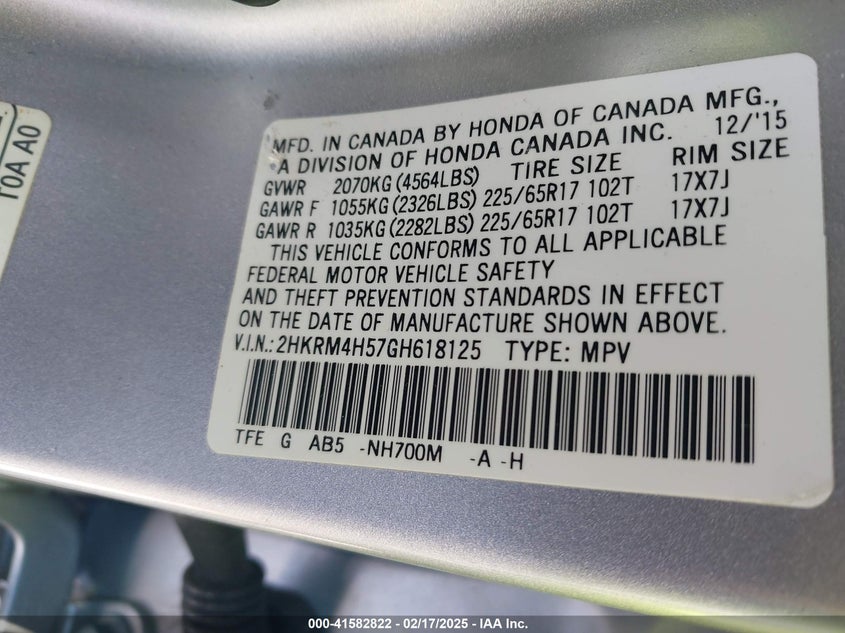 MFD. IN CANADA BY HONDA OF CANADA MFG.,
A DIVISION OF HONDA CANADA INC. 12/'15
GVWR 2070KG (4564LBS) TIRE SIZE RIM SIZE
GAWR F 1055KG (2326LBS) 225/65R17 102T 17X7J
GAWR R 1035KG (2282LBS) 225/65R17 102T 17X7J
THIS VEHICLE CONFORMS TO ALL APPLICABLE
FEDERAL MOTOR VEHICLE SAFETY
AND THEFT PREVENTION STANDARDS IN EFFECT
ON THE DATE OF MANUFACTURE SHOWN ABOVE.
V.I.N.: 2HKRM4H57GH618125 TYPE: MPV
TFE G AB5 -NH700M -A -H
T0A A0
000-41582822 - 02/17/2025 - IAA Inc.